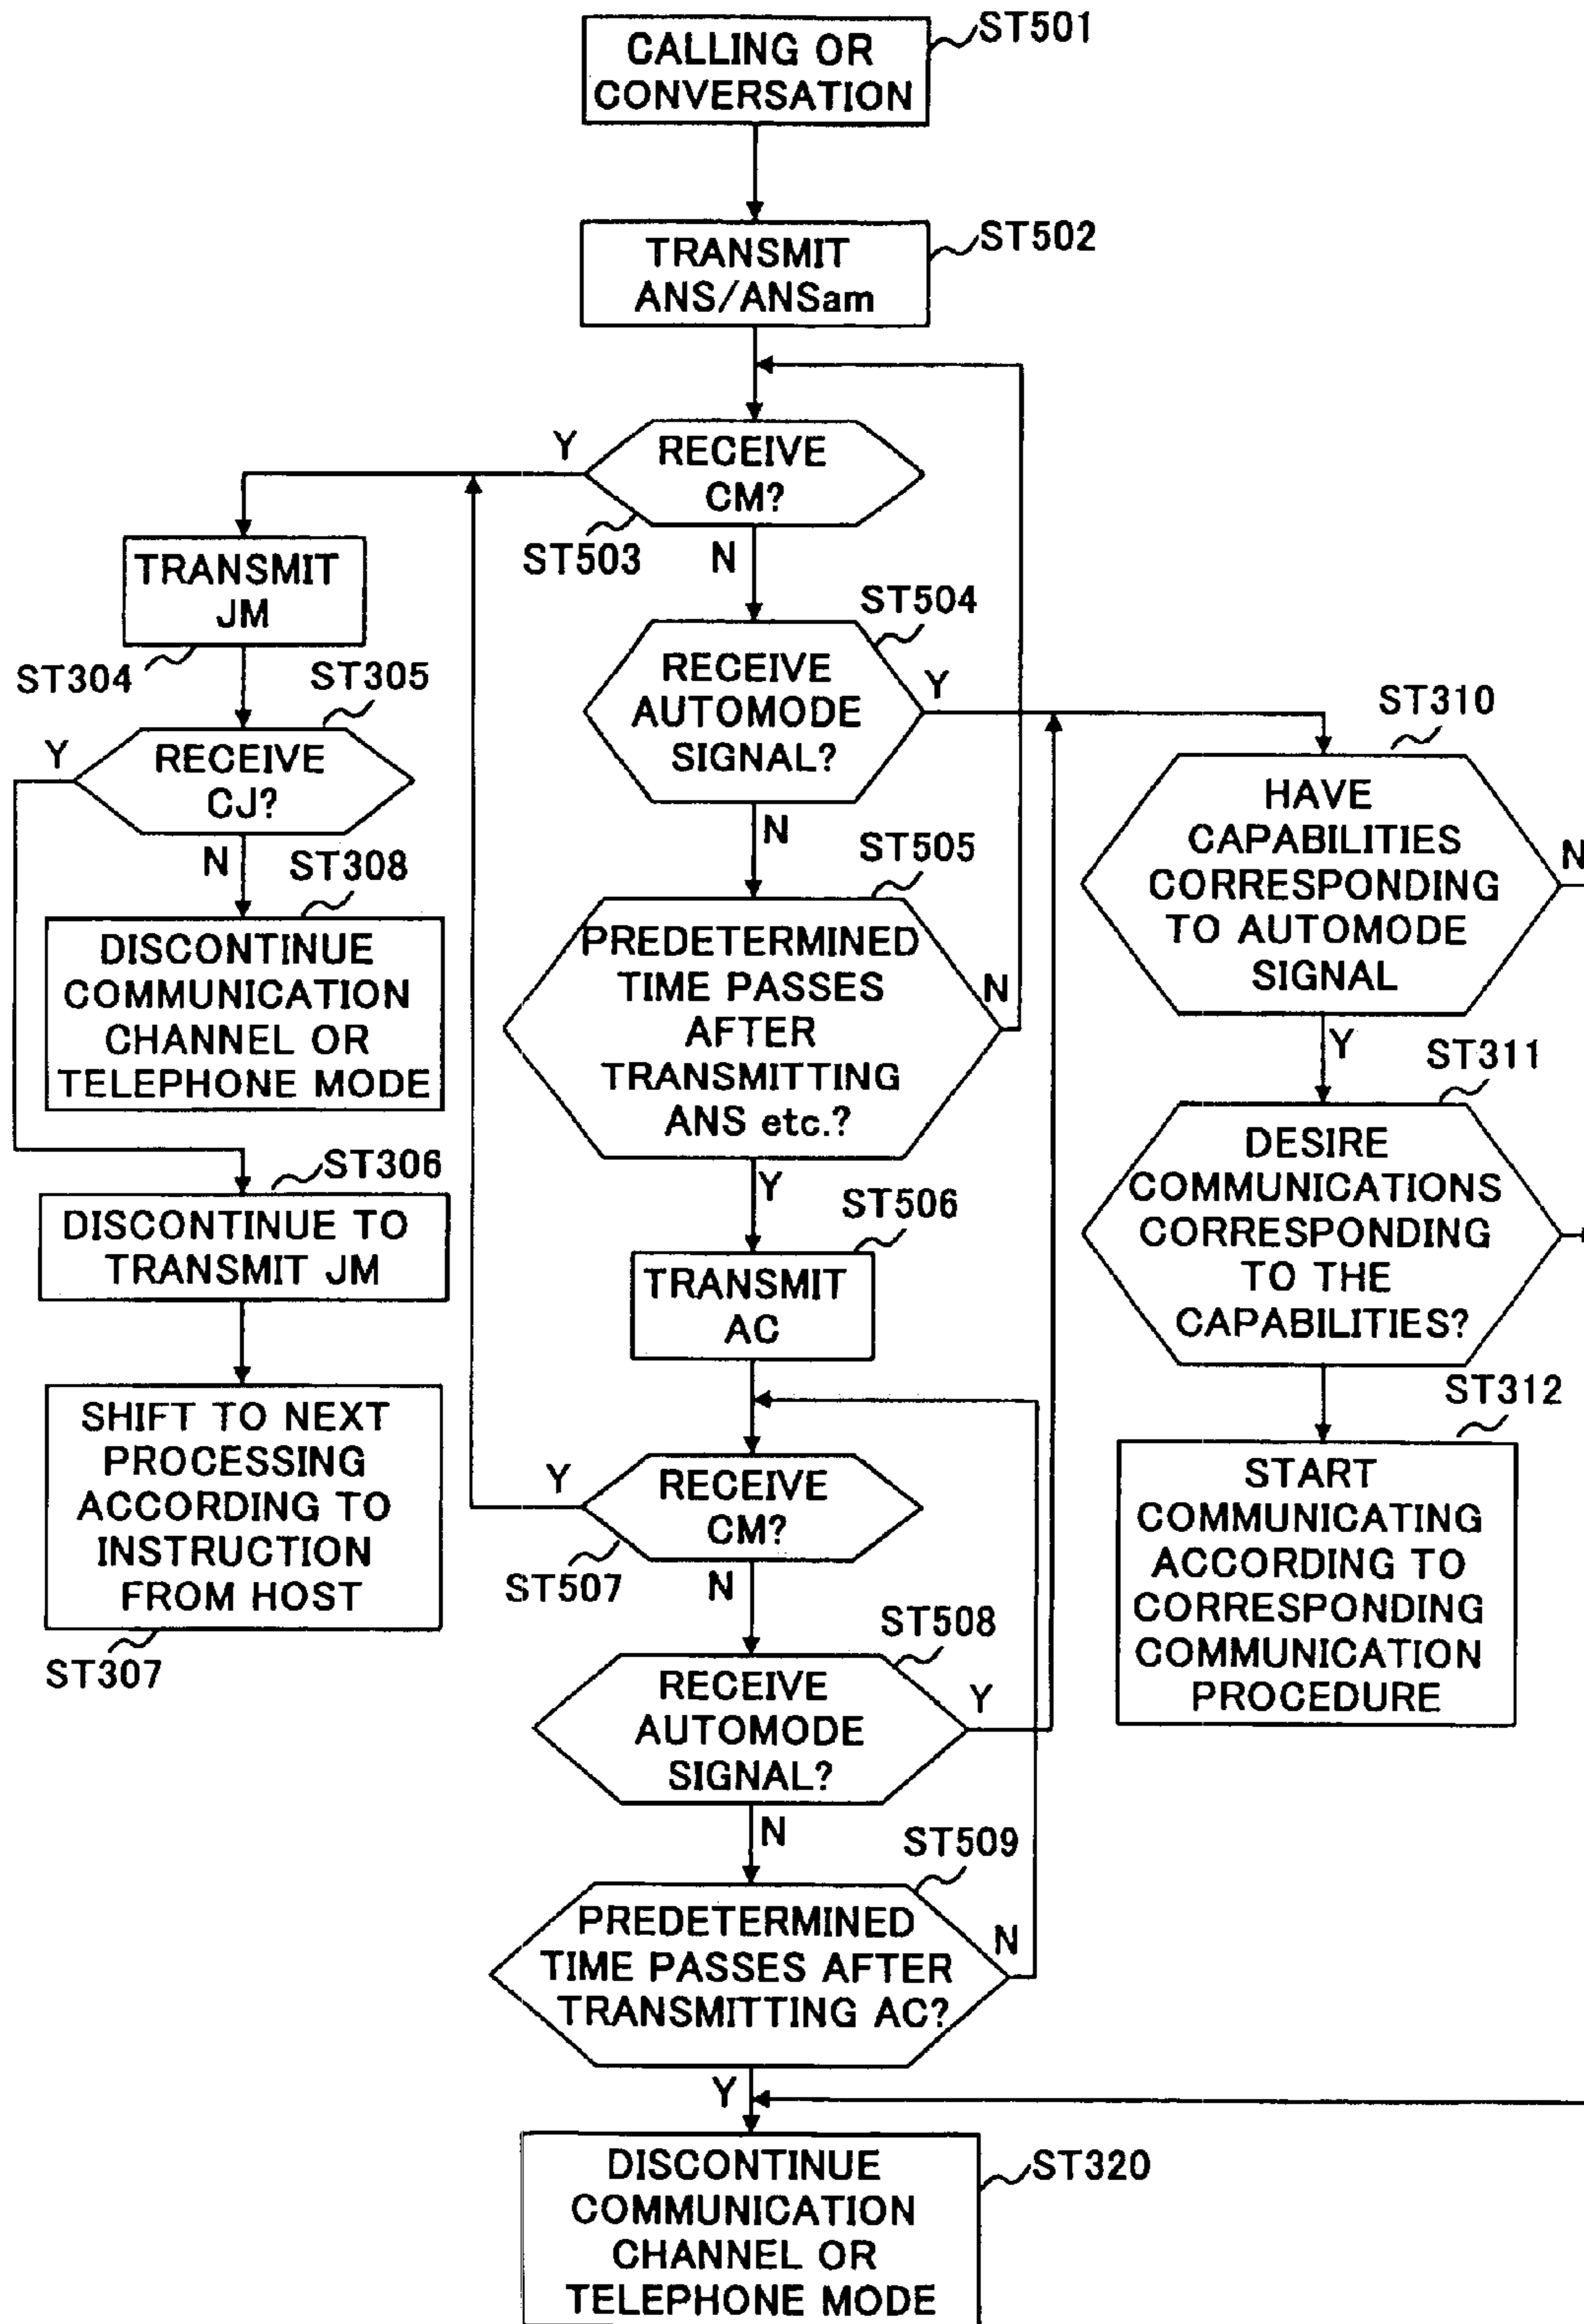 CALLING OR
CONVERSATION
ST501
TRANSMIT
ANS/ANSam
ST502
RECEIVE
CM?
Y
N
ST503
TRANSMIT
JM
ST304
RECEIVE
CJ?
ST305
Y
N
DISCONTINUE
COMMUNICATION
CHANNEL OR
TELEPHONE MODE
ST308
DISCONTINUE TO
TRANSMIT JM
ST306
SHIFT TO NEXT
PROCESSING
ACCORDING TO
INSTRUCTION
FROM HOST
ST307
RECEIVE
AUTOMODE
SIGNAL?
ST504
Y
N
PREDETERMINED
TIME PASSES
AFTER
TRANSMITTING
ANS etc.?
ST505
N
Y
TRANSMIT
AC
ST506
RECEIVE
CM?
Y
N
ST507
RECEIVE
AUTOMODE
SIGNAL?
ST508
Y
N
PREDETERMINED
TIME PASSES AFTER
TRANSMITTING AC?
ST509
N
Y
DISCONTINUE
COMMUNICATION
CHANNEL OR
TELEPHONE MODE
ST320
HAVE
CAPABILITIES
CORRESPONDING
TO AUTOMODE
SIGNAL
ST310
N
Y
DESIRE
COMMUNICATIONS
CORRESPONDING
TO THE
CAPABILITIES?
ST311
START
COMMUNICATING
ACCORDING TO
CORRESPONDING
COMMUNICATION
PROCEDURE
ST312